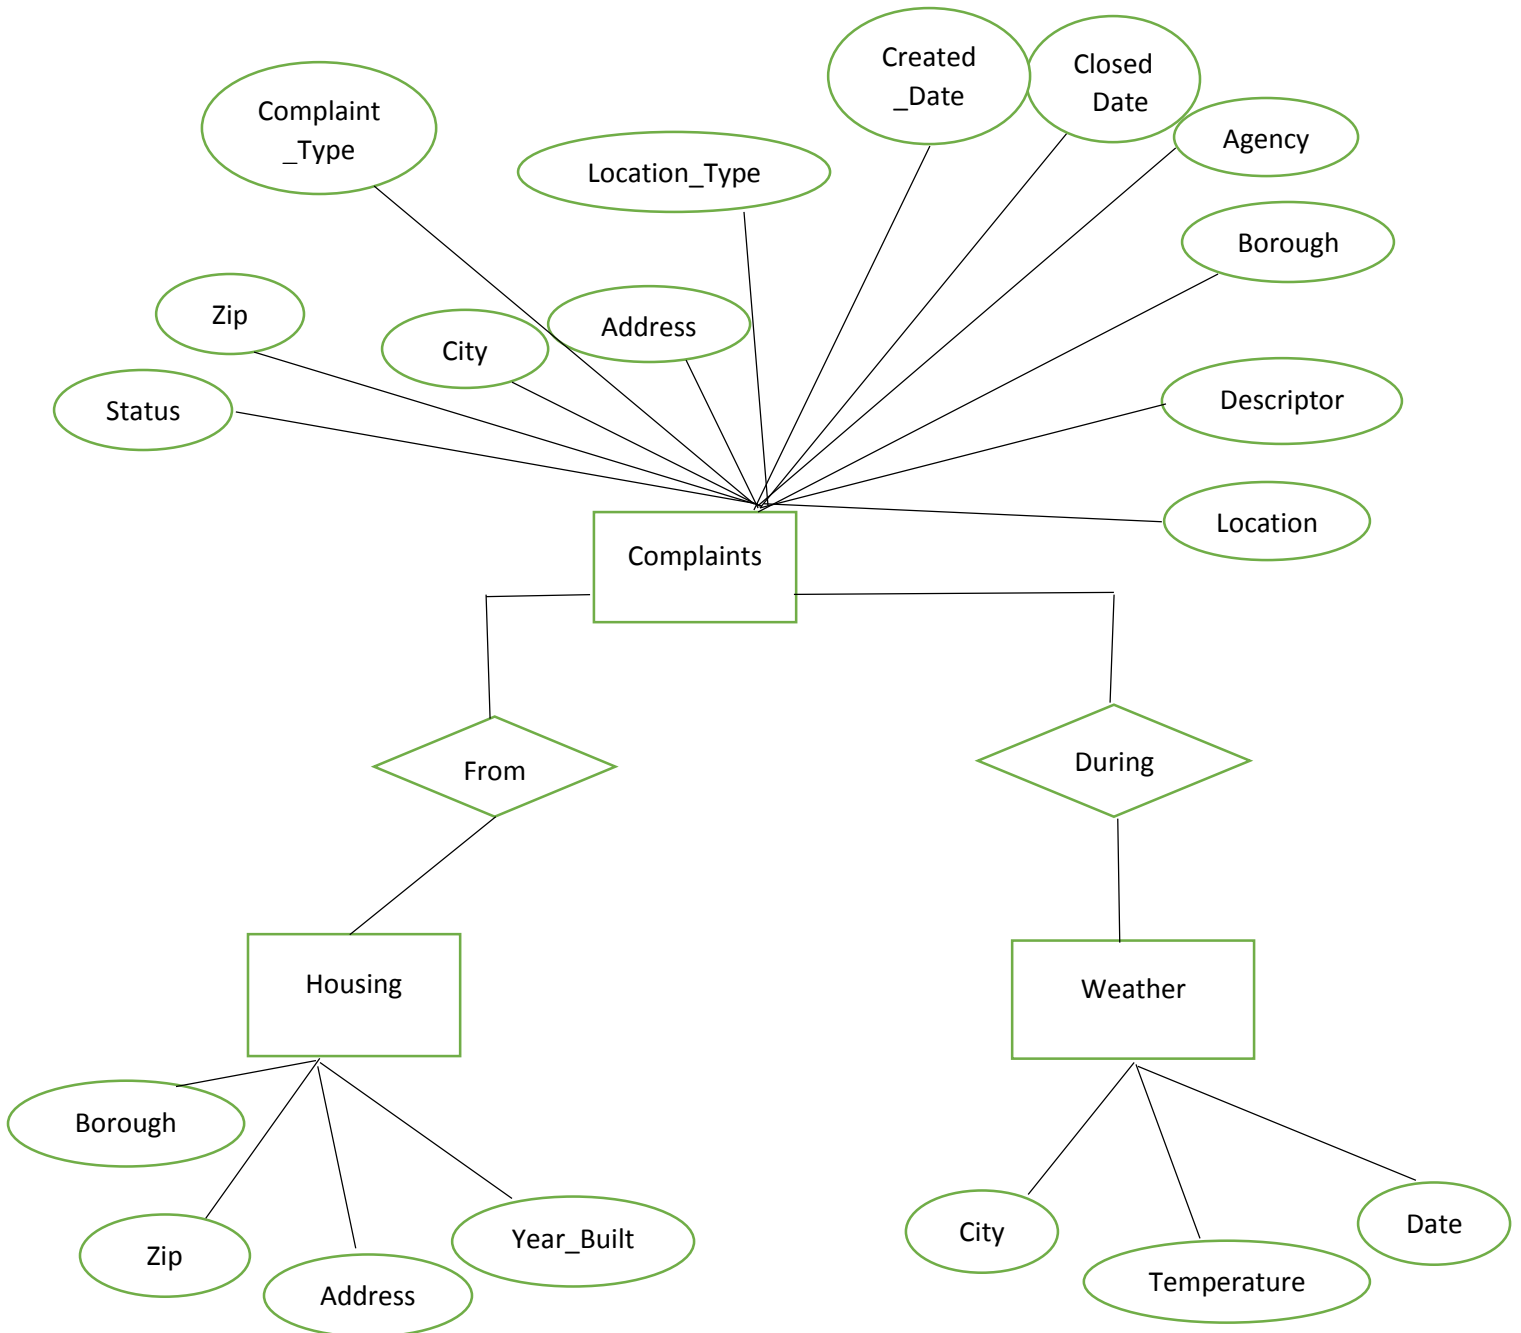 Created
_Date
Closed
Date
Complaint
_Type
Agency
Location_Type
Borough
Zip
Address
City
Status
Descriptor
Location
Complaints
From
During
Housing
Weather
Borough
Zip
Address
Year_Built
City
Temperature
Date